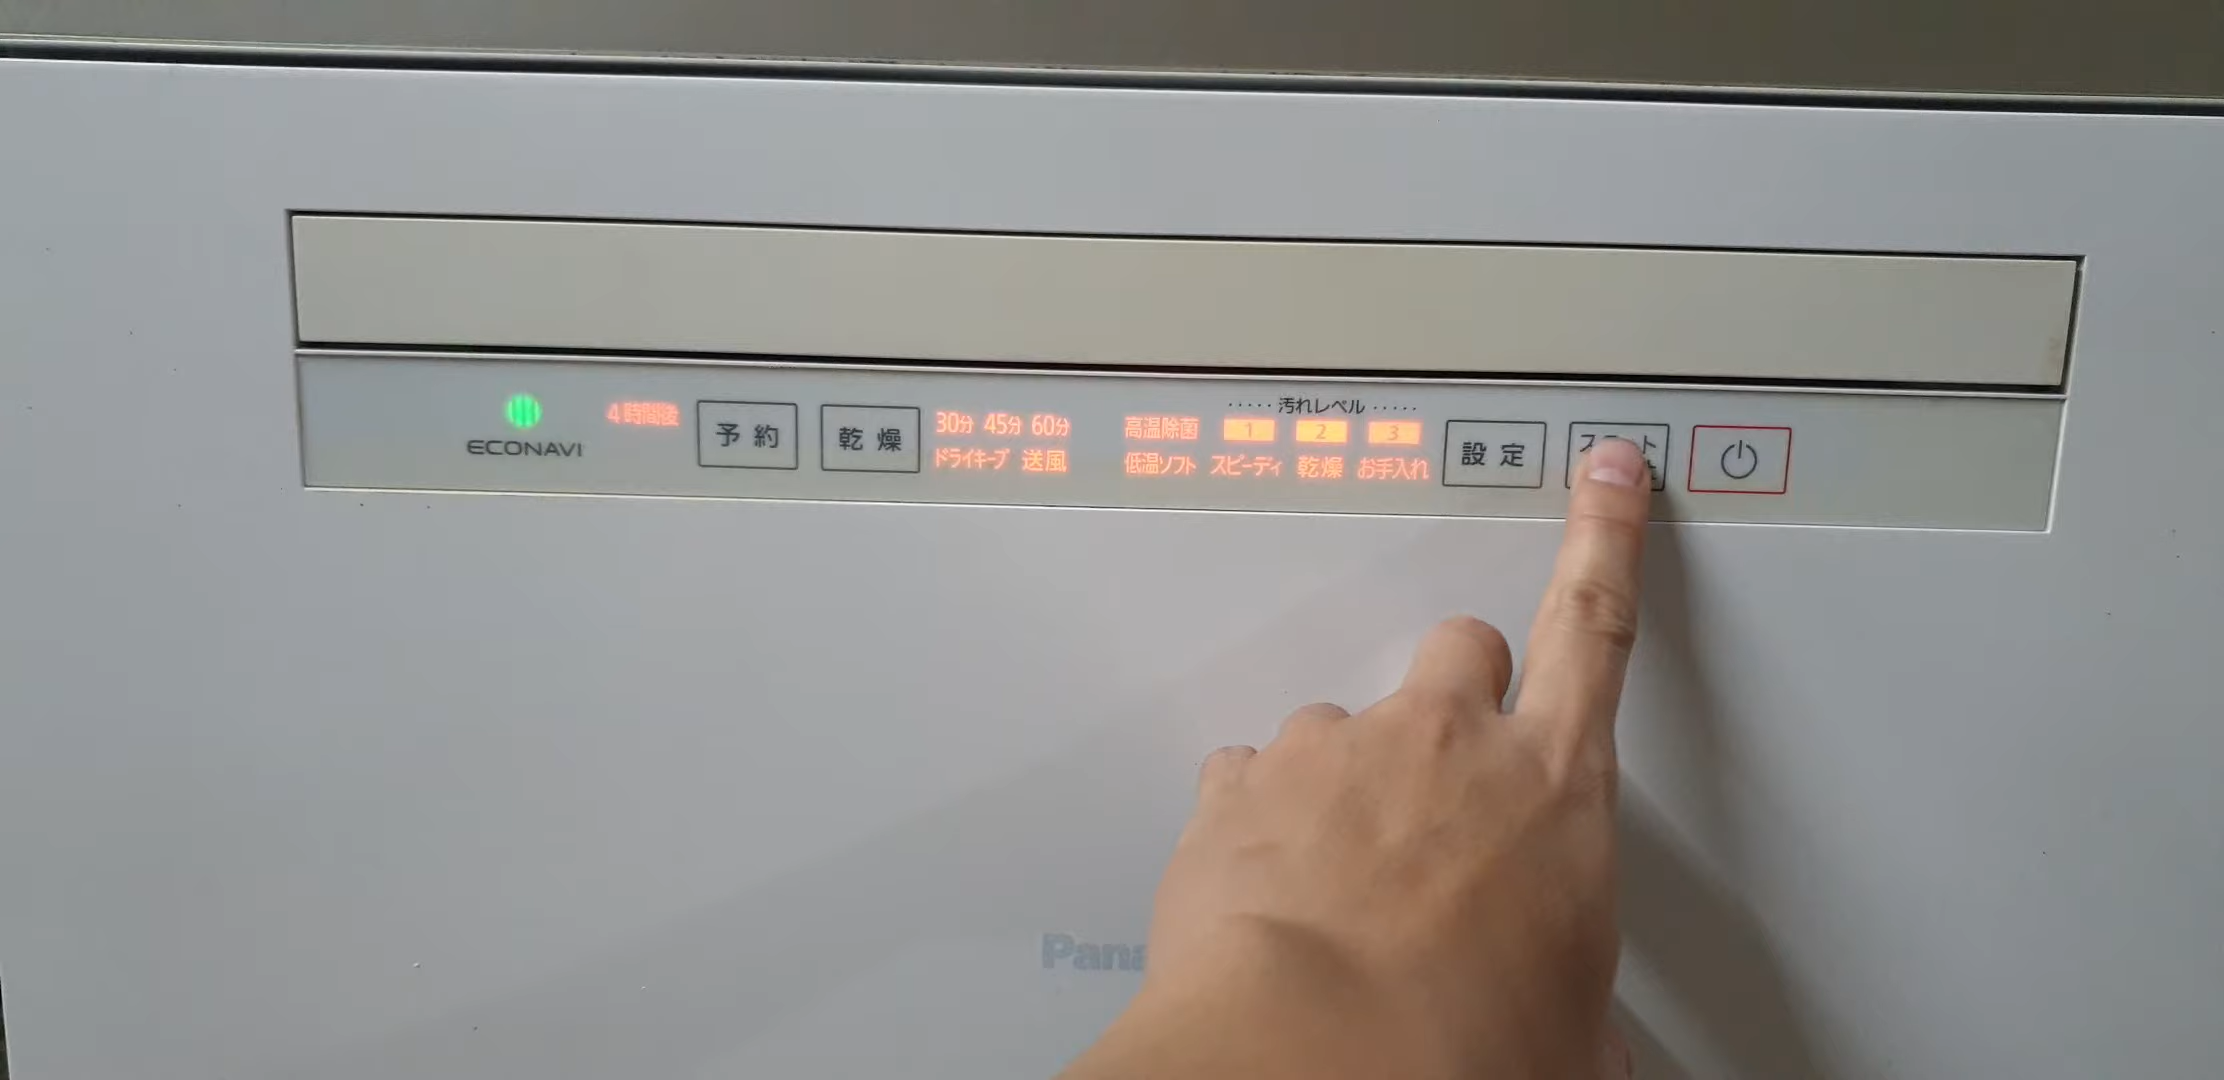 ECONAVI
4時間後
予約
乾燥
30分 45分 60分
ドライキープ 送風
・・・・・汚れレベル・・・・・
高温除菌 1 2 3
低温ソフト スピーディ 乾燥 お手入れ
設定
Pana